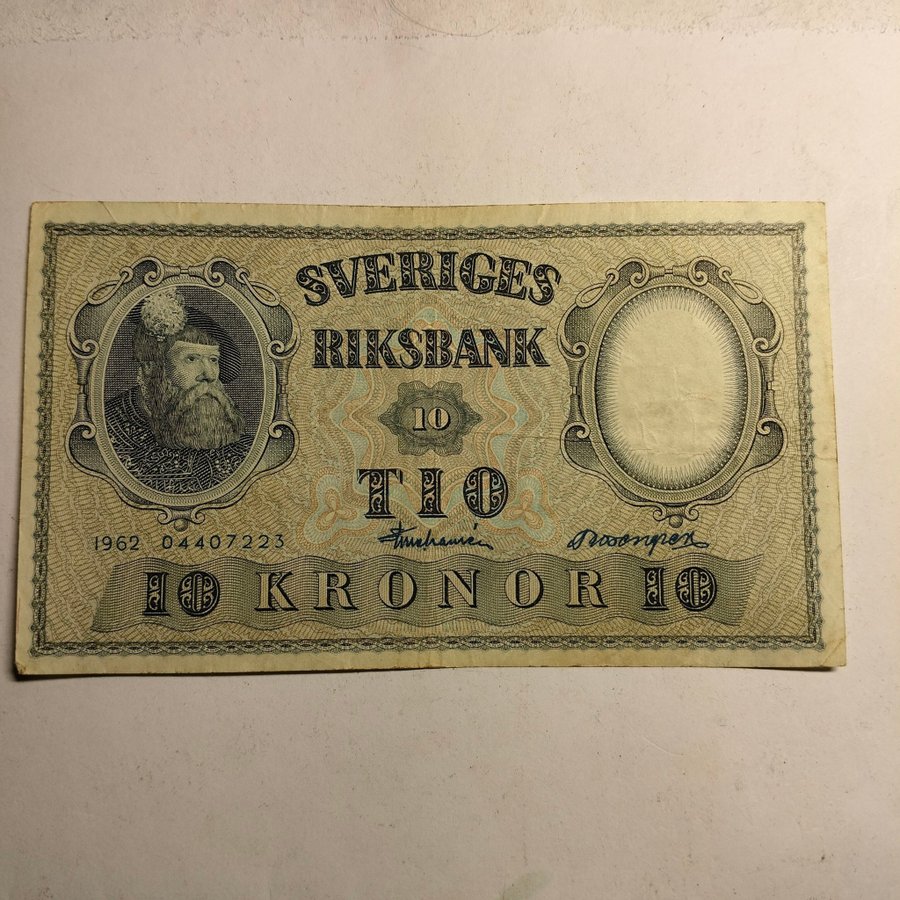 SVERIGES
RIKSBANK
10
TIO
1962 04407223
10 KRONOR 10